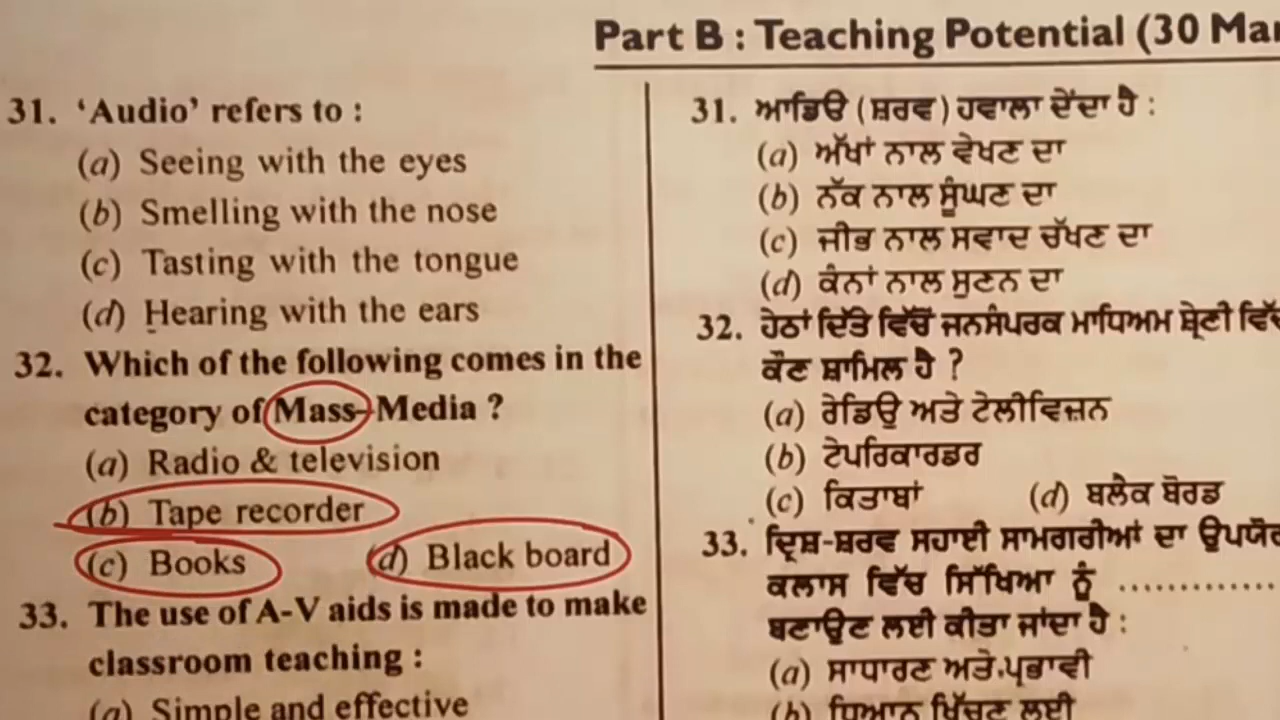 Part B : Teaching Potential (30
31. ‘Audio’ refers to :
(a) Seeing with the eyes
(b) Smelling with the nose
(c) Tasting with the tongue
(d) Hearing with the ears
32. Which of the following comes in the
category of Mass-Media ?
(a) Radio & television
(b) Tape recorder
(c) Books (d) Black board
33. The use of A-V aids is made to make
classroom teaching :
(a) Simple and effective
31. ਆਡਿਓ (ਸ਼ਰਵ) ਹਵਾਲਾ ਦੇਂਦਾ ਹੈ :
(a) ਅੱਖਾਂ ਨਾਲ ਵੇਖਣ ਦਾ
(b) ਨੱਕ ਨਾਲ ਸੂੰਘਣ ਦਾ
(c) ਜੀਭ ਨਾਲ ਸਵਾਦ ਚੱਖਣ ਦਾ
(d) ਕੰਨਾਂ ਨਾਲ ਸੁਣਨ ਦਾ
32. ਹੇਠਾਂ ਦਿੱਤੇ ਵਿੱਚੋਂ ਜਨਸੰਪਰਕ ਮਾਧਿਅਮ ਸ਼੍ਰੇਣੀ ਵਿੱਚ
ਕੌਣ ਸ਼ਾਮਿਲ ਹੈ ?
(a) ਰੇਡਿਉ ਅਤੇ ਟੇਲੀਵਿਜ਼ਨ
(b) ਟੇਪਰਿਕਾਰਡਰ
(c) ਕਿਤਾਬਾਂ (d) ਬਲੈਕ ਬੋਰਡ
33. ਦ੍ਰਿਸ਼-ਸ਼ਰਵ ਸਹਾਈ ਸਾਮਗਰੀਆਂ ਦਾ ਉਪਯੋਗ
ਕਲਾਸ ਵਿੱਚ ਸਿੱਖਿਆ ਨੂੰ ..............
ਬਣਾਉਣ ਲਈ ਕੀਤਾ ਜਾਂਦਾ ਹੈ :
(a) ਸਾਧਾਰਣ ਅਤੇ ਪ੍ਰਭਾਵੀ
(b) ਧਿਆਨ ਖਿੱਚਣ ਲਈ